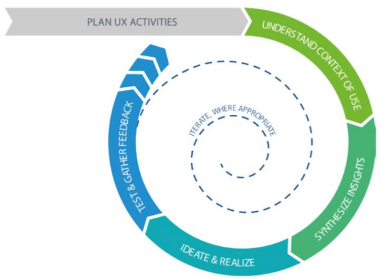 PLAN UX ACTIVITIES
UNDERSTAND CONTEXT OF USE
SYNTHESIZE INSIGHTS
IDEATE & REALIZE
TEST & GATHER FEEDBACK
ITERATE, WHERE APPROPRIATE